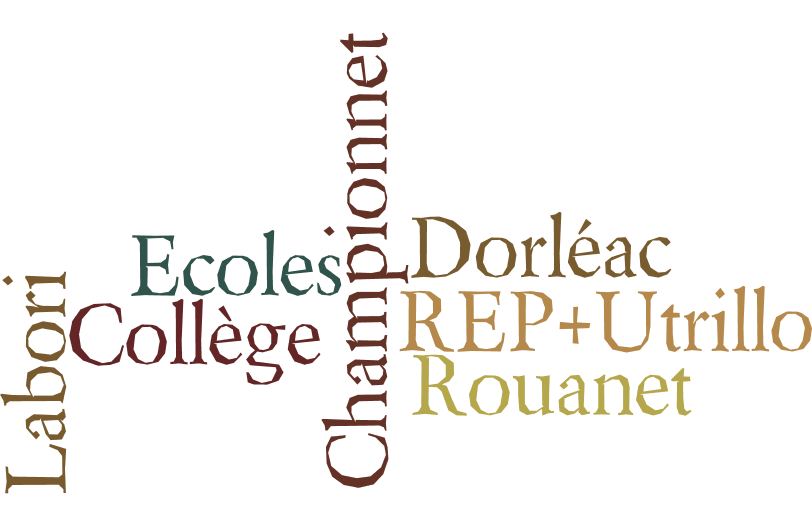 Championnet
Dorléac
Ecoles
Labori
REP+Utrillo
Collège
Rouanet